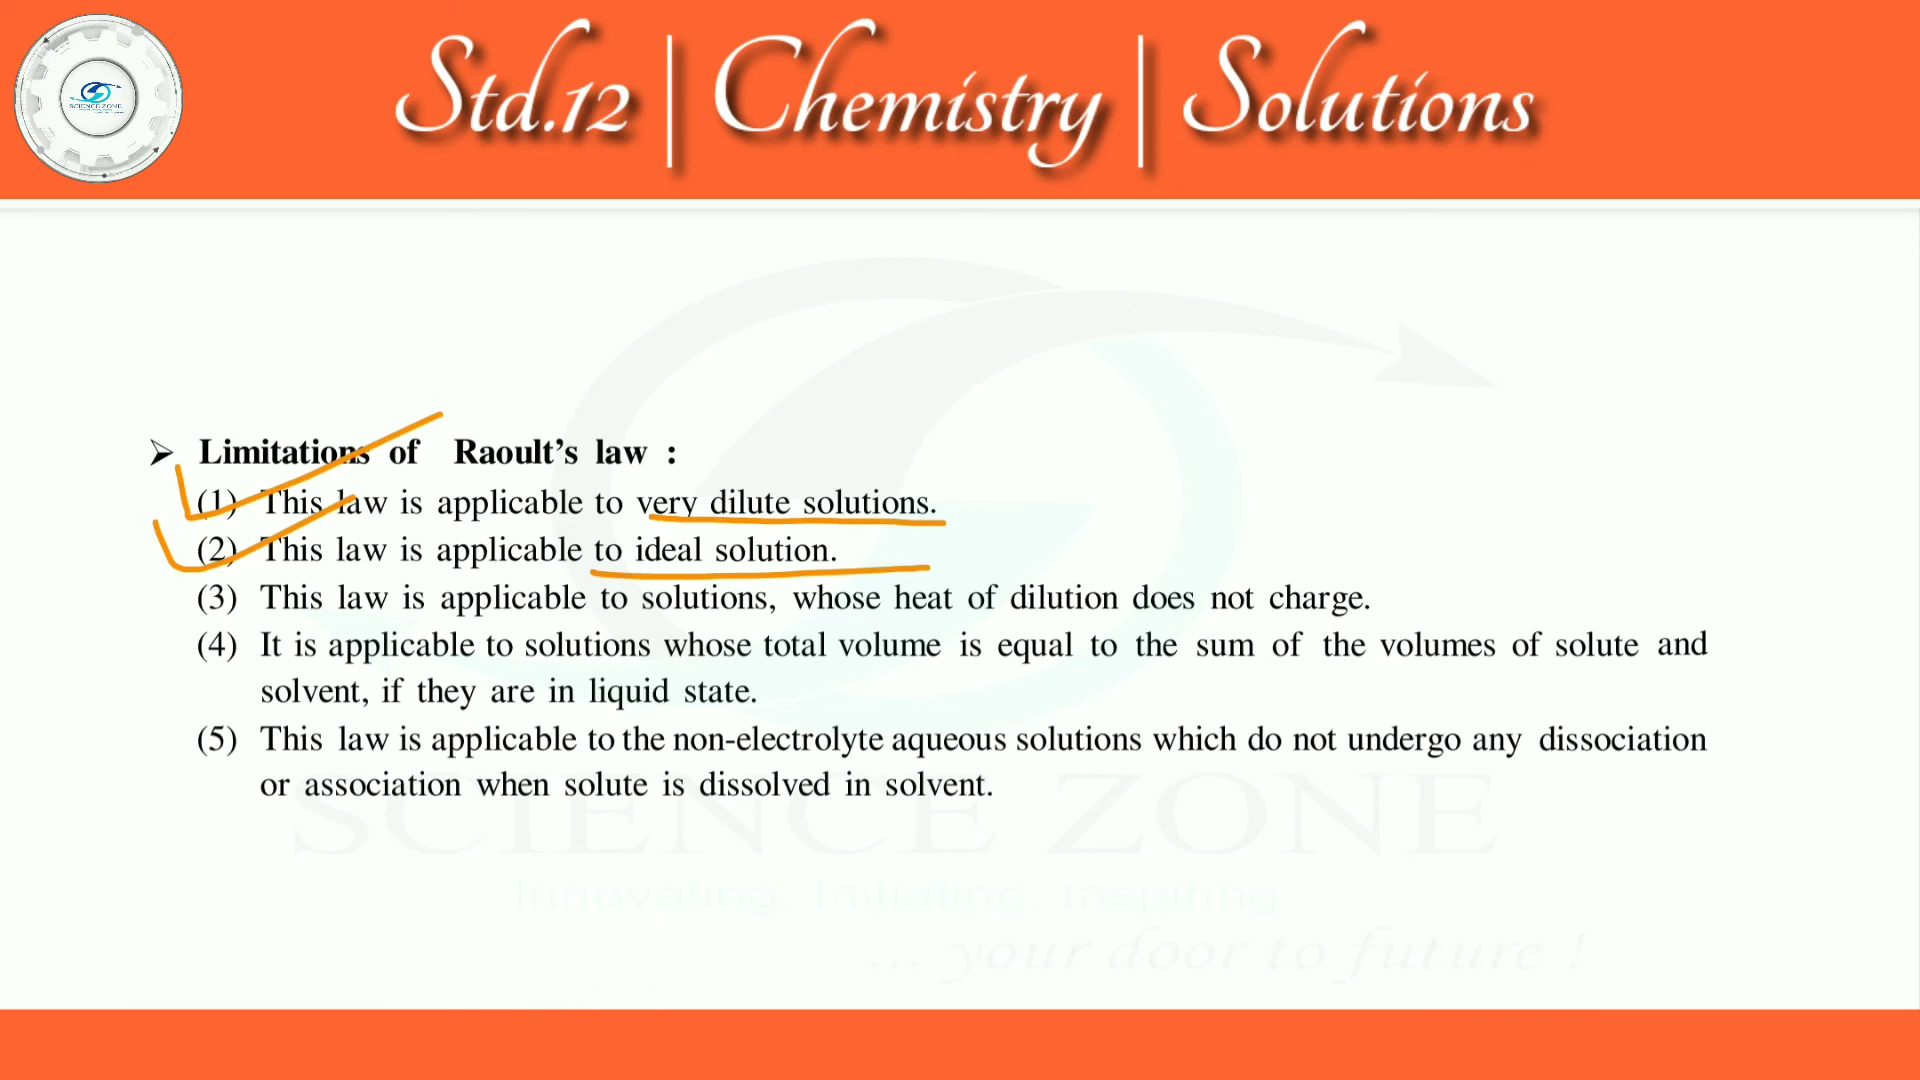 Std.12 | Chemistry | Solutions
SCIENCE ZONE
➢ Limitations of Raoult's law :
(1) This law is applicable to very dilute solutions.
(2) This law is applicable to ideal solution.
(3) This law is applicable to solutions, whose heat of dilution does not charge.
(4) It is applicable to solutions whose total volume is equal to the sum of the volumes of solute and
solvent, if they are in liquid state.
(5) This law is applicable to the non-electrolyte aqueous solutions which do not undergo any dissociation
or association when solute is dissolved in solvent.
SCIENCE ZONE
Innovating. Initiating. Inspiring
... your door to future !